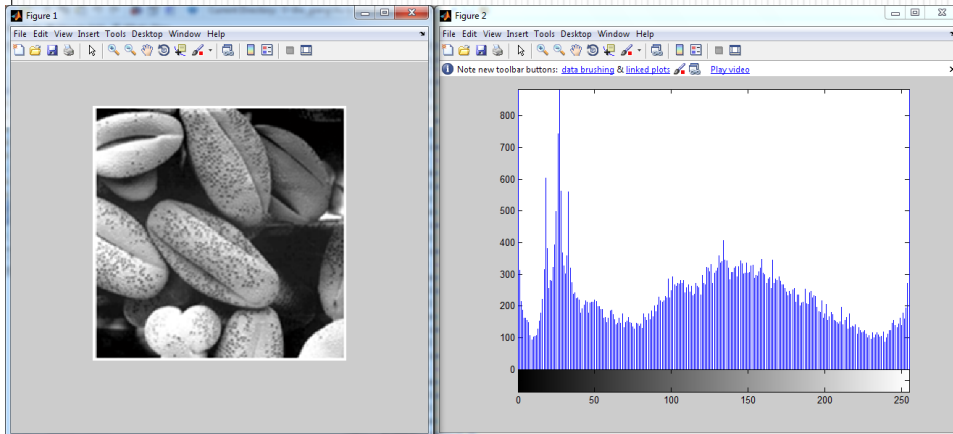 Figure 1
File Edit View Insert Tools Desktop Window Help
Figure 2
File Edit View Insert Tools Desktop Window Help
Note new toolbar buttons: data brushing & linked plots Play video
800
700
600
500
400
300
200
100
0
0 50 100 150 200 250